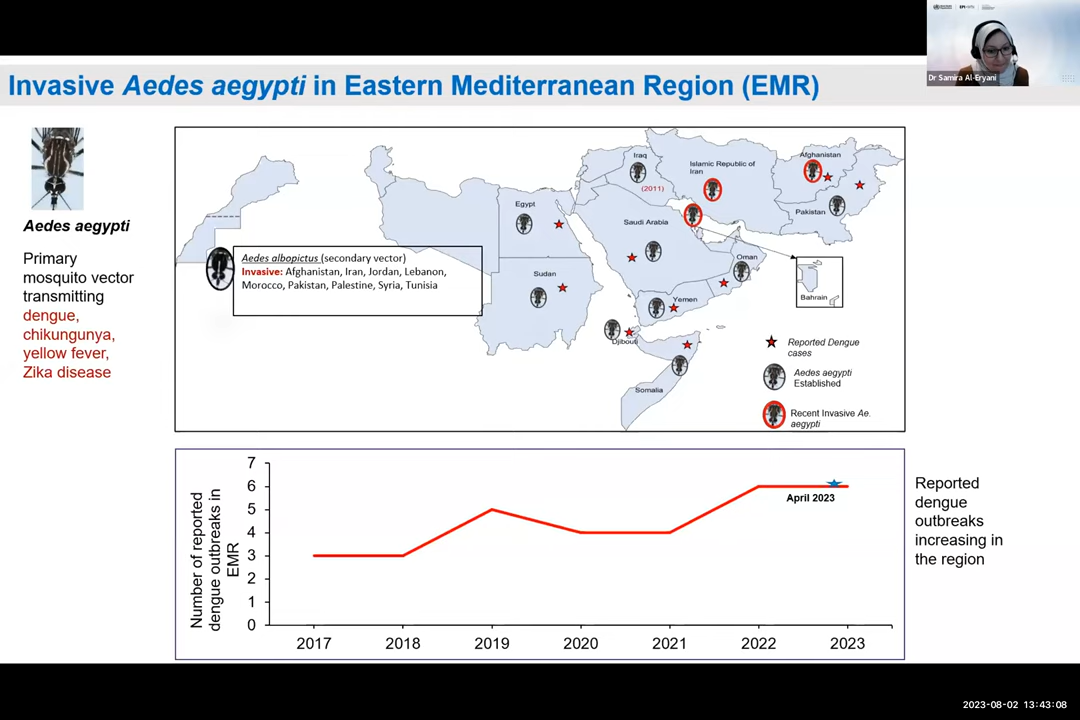 Dr Samira Al-Eryani
Invasive Aedes aegypti in Eastern Mediterranean Region (EMR)
Aedes aegypti
Primary
mosquito vector
transmitting
dengue,
chikungunya,
yellow fever,
Zika disease
Iraq
(2011)
Islamic Republic of
Iran
Afghanistan
Pakistan
Egypt
Saudi Arabia
Oman
Sudan
Yemen
Djibouti
Somalia
Bahrain
Aedes albopictus (secondary vector)
Invasive: Afghanistan, Iran, Jordan, Lebanon,
Morocco, Pakistan, Palestine, Syria, Tunisia
Reported Dengue
cases
Aedes aegypti
Established
Recent Invasive Ae.
aegypti
Number of reported
dengue outbreaks in
EMR
7
6
5
4
3
2
1
0
2017 2018 2019 2020 2021 2022 2023
April 2023
Reported
dengue
outbreaks
increasing in
the region
2023-08-02 13:43:08